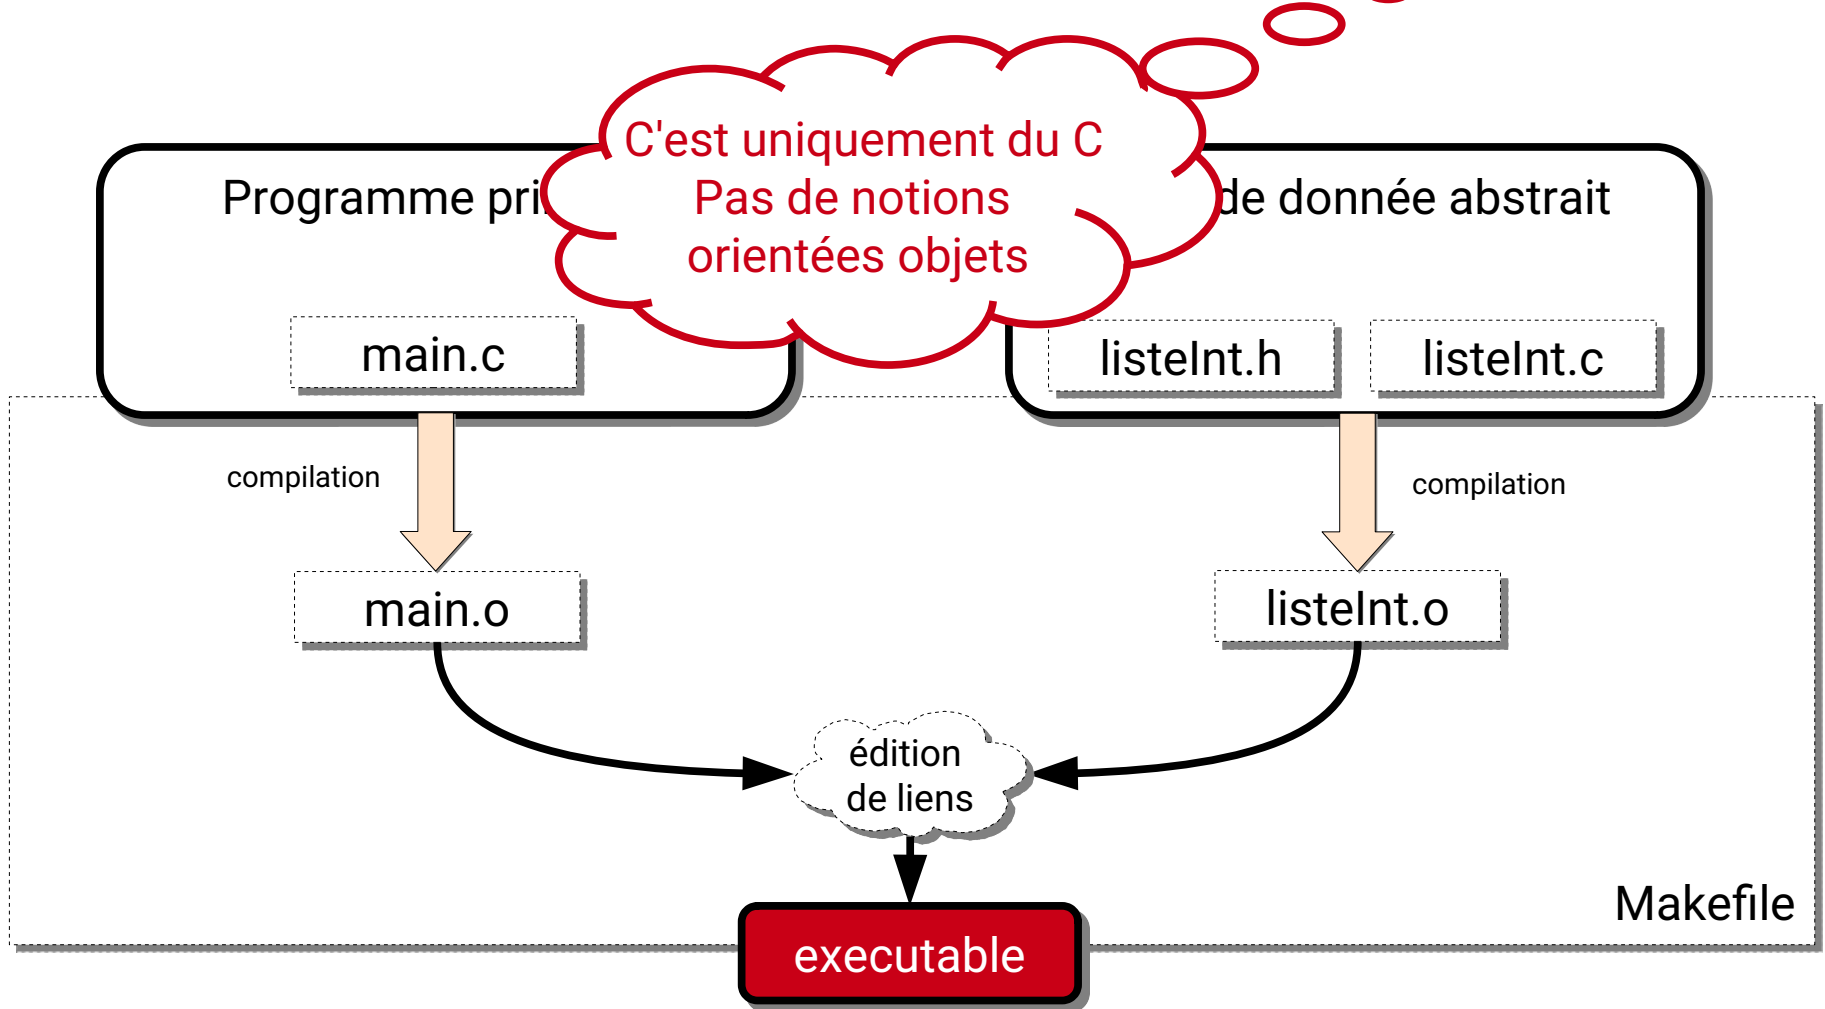 C'est uniquement du C
Pas de notions
orientées objets
Programme
de donnée abstrait
main.c
listeInt.h
listeInt.c
compilation
compilation
main.o
listeInt.o
édition
de liens
Makefile
executable